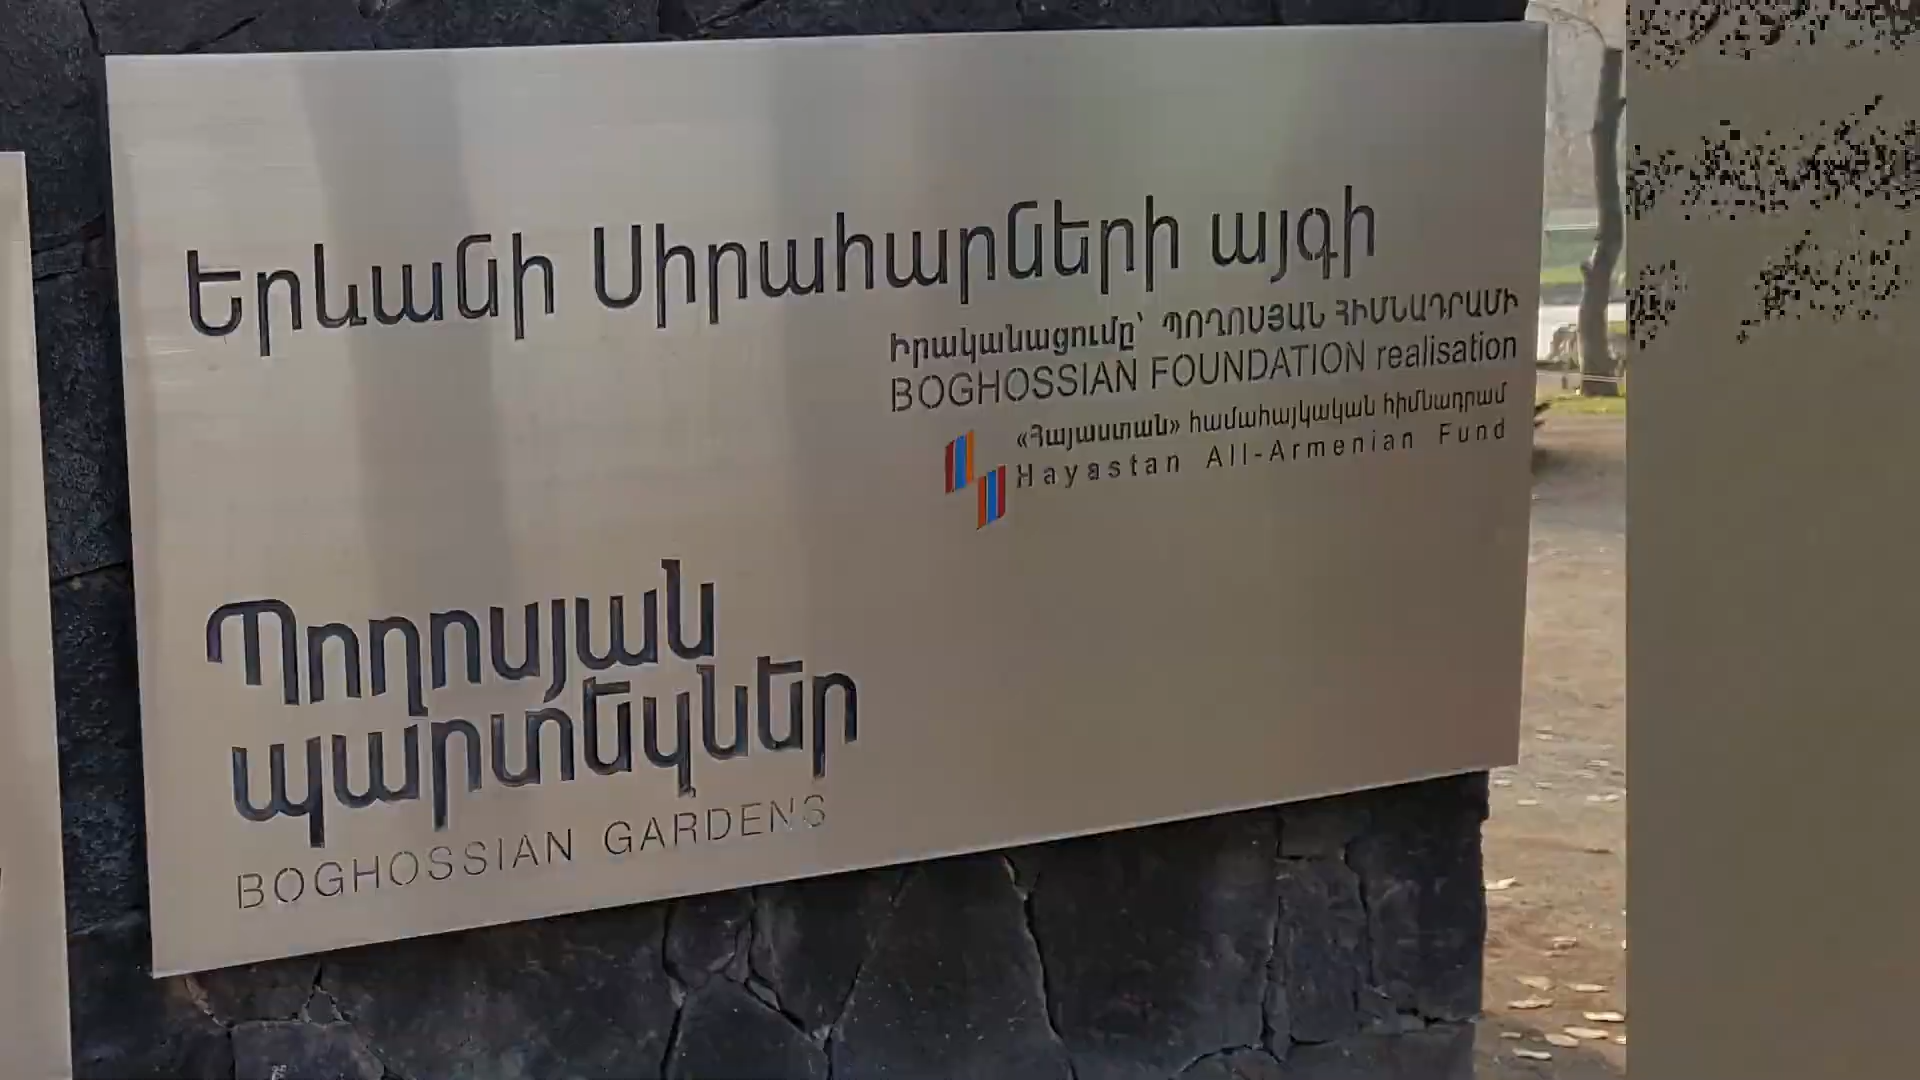 Երևանի Սիրահարների այգի
Իրականացումը՝ ՊՈՂՈՍՅԱՆ ՀԻՄՆԱԴՐԱՄԻ
BOGHOSSIAN FOUNDATION realisation
«Հայաստան» համահայկական հիմնադրամ
Hayastan All-Armenian Fund
Պողոսյան
պարտեզներ
BOGHOSSIAN GARDENS